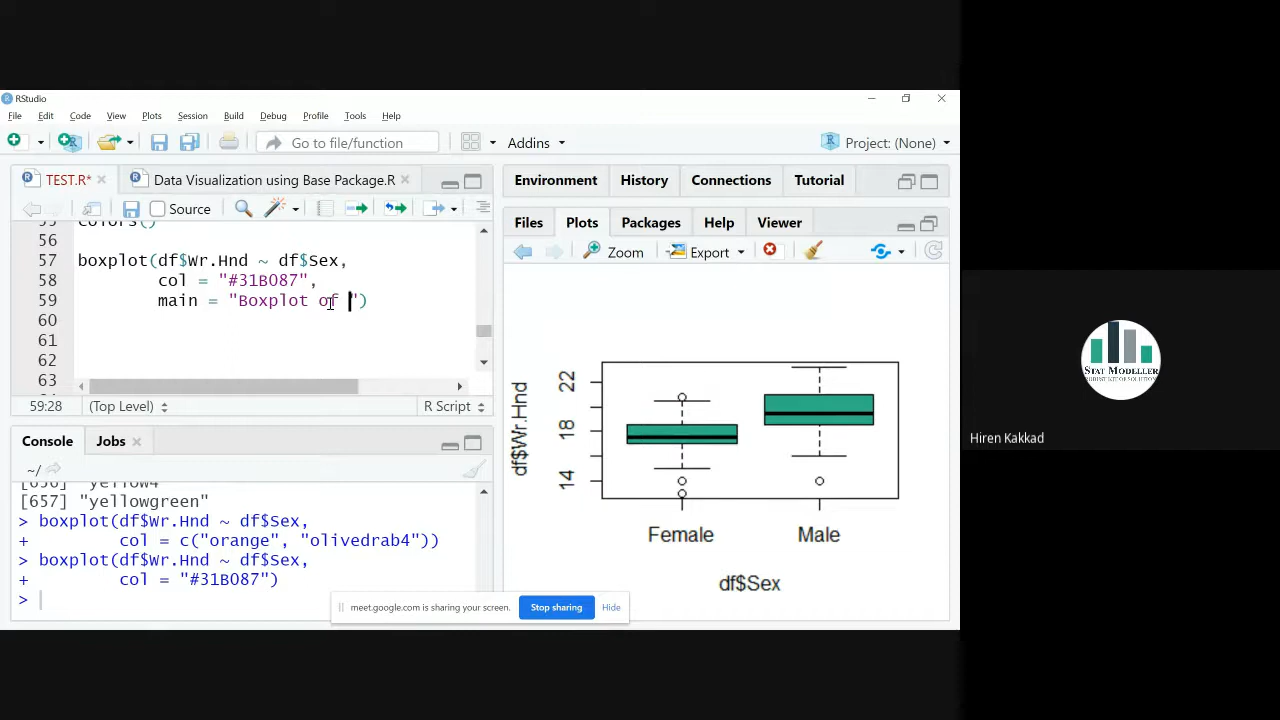 RStudio
File Edit Code View Plots Session Build Debug Profile Tools Help
Go to file/function Addins Project: (None)
TEST.R* Data Visualization using Base Package.R
Source
55 colors()
56
57 boxplot(df$Wr.Hnd ~ df$Sex,
58 col = "#31B087",
59 main = "Boxplot of ")
60
61
62
63
59:28 (Top Level) R Script
Console Jobs
~/
[656] "yellow4"
[657] "yellowgreen"
> boxplot(df$Wr.Hnd ~ df$Sex,
+ col = c("orange", "olivedrab4"))
> boxplot(df$Wr.Hnd ~ df$Sex,
+ col = "#31B087")
>
Environment History Connections Tutorial
Files Plots Packages Help Viewer
Zoom Export
df$Wr.Hnd
22
18
14
Female Male
df$Sex
meet.google.com is sharing your screen. Stop sharing Hide
STAT MODELLER
Hiren Kakkad